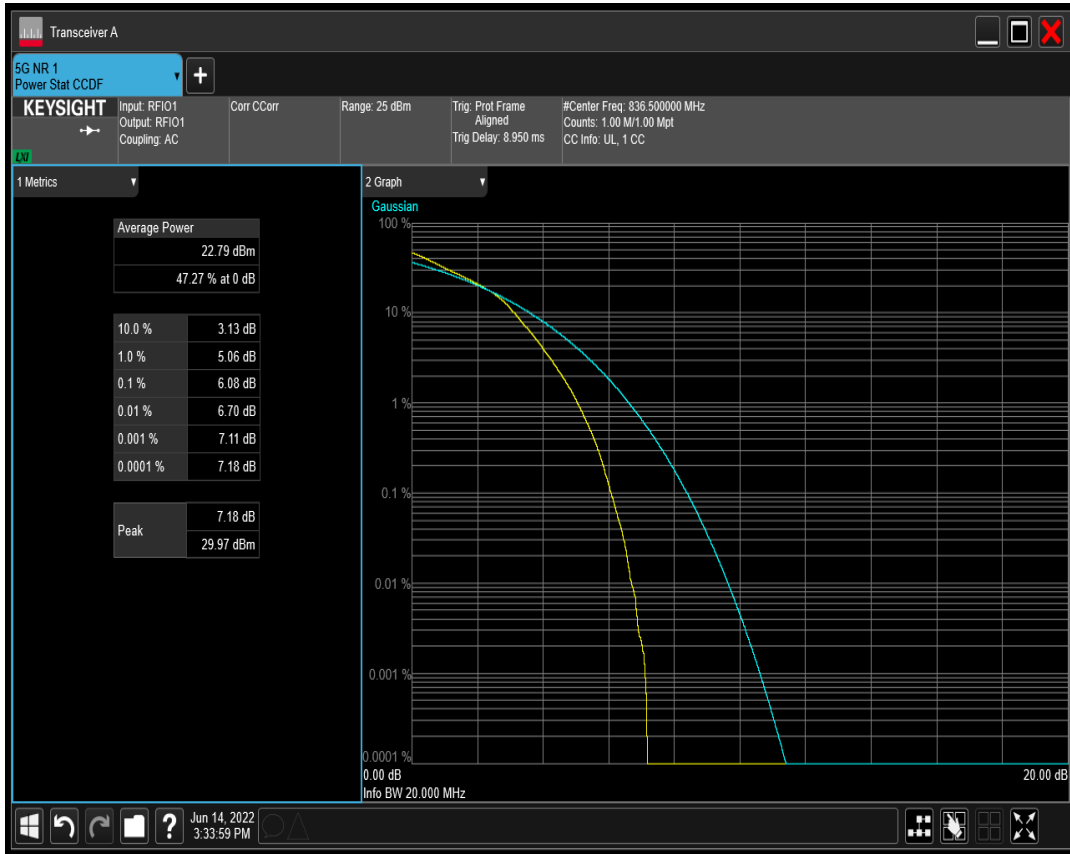 Transceiver A
5G NR 1
Power Stat CCDF
+
KEYSIGHT
LXI
Input: RFIO1
Output: RFIO1
Coupling: AC
Corr CCorr
Range: 25 dBm
Trig: Prot Frame
Aligned
Trig Delay: 8.950 ms
#Center Freq: 836.500000 MHz
Counts: 1.00 M/1.00 Mpt
CC Info: UL, 1 CC
1 Metrics
Average Power
22.79 dBm
47.27 % at 0 dB
10.0 % 3.13 dB
1.0 % 5.06 dB
0.1 % 6.08 dB
0.01 % 6.70 dB
0.001 % 7.11 dB
0.0001 % 7.18 dB
Peak
7.18 dB
29.97 dBm
2 Graph
Gaussian
100 %
10 %
1 %
0.1 %
0.01 %
0.001 %
0.0001 %
0.00 dB 20.00 dB
Info BW 20.000 MHz
?
Jun 14, 2022
3:33:59 PM